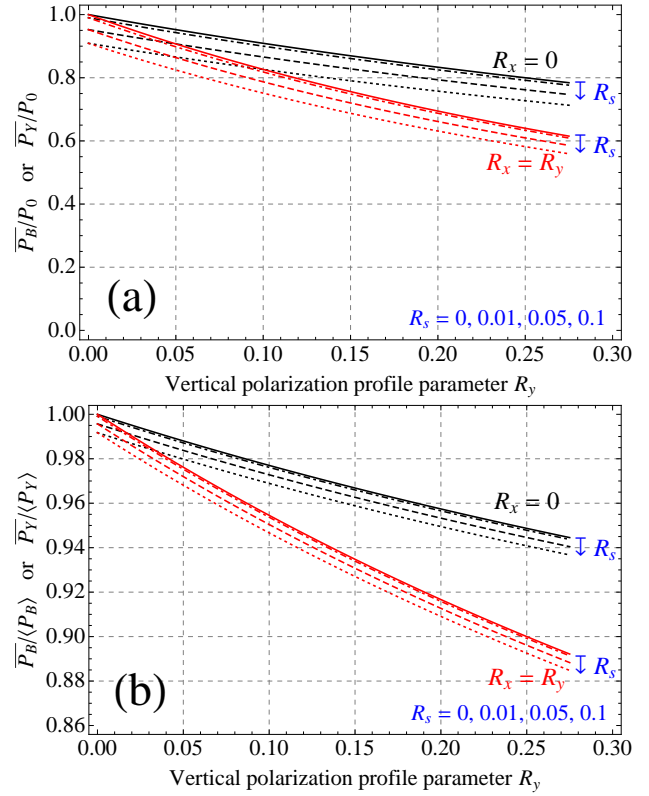 1.0
0.8
0.6
0.4
0.2
0.0
P_B/P_0 or P_Y/P_0
R_x = 0
↧ R_s
↧ R_s
R_x = R_y
(a)
R_s = 0, 0.01, 0.05, 0.1
0.00 0.05 0.10 0.15 0.20 0.25 0.30
Vertical polarization profile parameter R_y
1.00
0.98
0.96
0.94
0.92
0.90
0.88
0.86
P_B/⟨P_B⟩ or P_Y/⟨P_Y⟩
R_x = 0
↧ R_s
↧ R_s
R_x = R_y
(b)
R_s = 0, 0.01, 0.05, 0.1
0.00 0.05 0.10 0.15 0.20 0.25 0.30
Vertical polarization profile parameter R_y